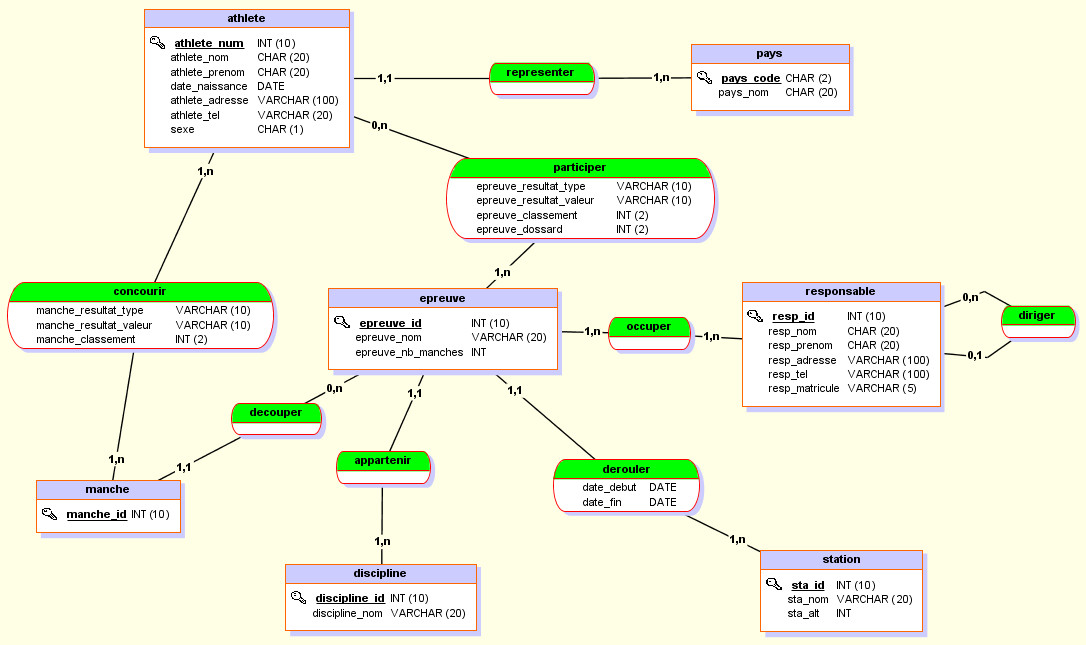 athlete
athlete_num INT (10)
athlete_nom CHAR (20)
athlete_prenom CHAR (20)
date_naissance DATE
athlete_adresse VARCHAR (100)
athlete_tel VARCHAR (20)
sexe CHAR (1)
1,1
representer
1,n
pays
pays_code CHAR (2)
pays_nom CHAR (20)
0,n
participer
epreuve_resultat_type VARCHAR (10)
epreuve_resultat_valeur VARCHAR (10)
epreuve_classement INT (2)
epreuve_dossard INT (2)
1,n
1,n
concourir
manche_resultat_type VARCHAR (10)
manche_resultat_valeur VARCHAR (10)
manche_classement INT (2)
1,n
epreuve
epreuve_id INT (10)
epreuve_nom VARCHAR (20)
epreuve_nb_manches INT
1,n
occuper
1,n
responsable
resp_id INT (10)
resp_nom CHAR (20)
resp_prenom CHAR (20)
resp_adresse VARCHAR (100)
resp_tel VARCHAR (100)
resp_matricule VARCHAR (5)
0,n
diriger
0,1
0,n
decouper
1,1
manche
manche_id INT (10)
1,1
appartenir
1,n
discipline
discipline_id INT (10)
discipline_nom VARCHAR (20)
1,1
derouler
date_debut DATE
date_fin DATE
1,n
station
sta_id INT (10)
sta_nom VARCHAR (20)
sta_alt INT